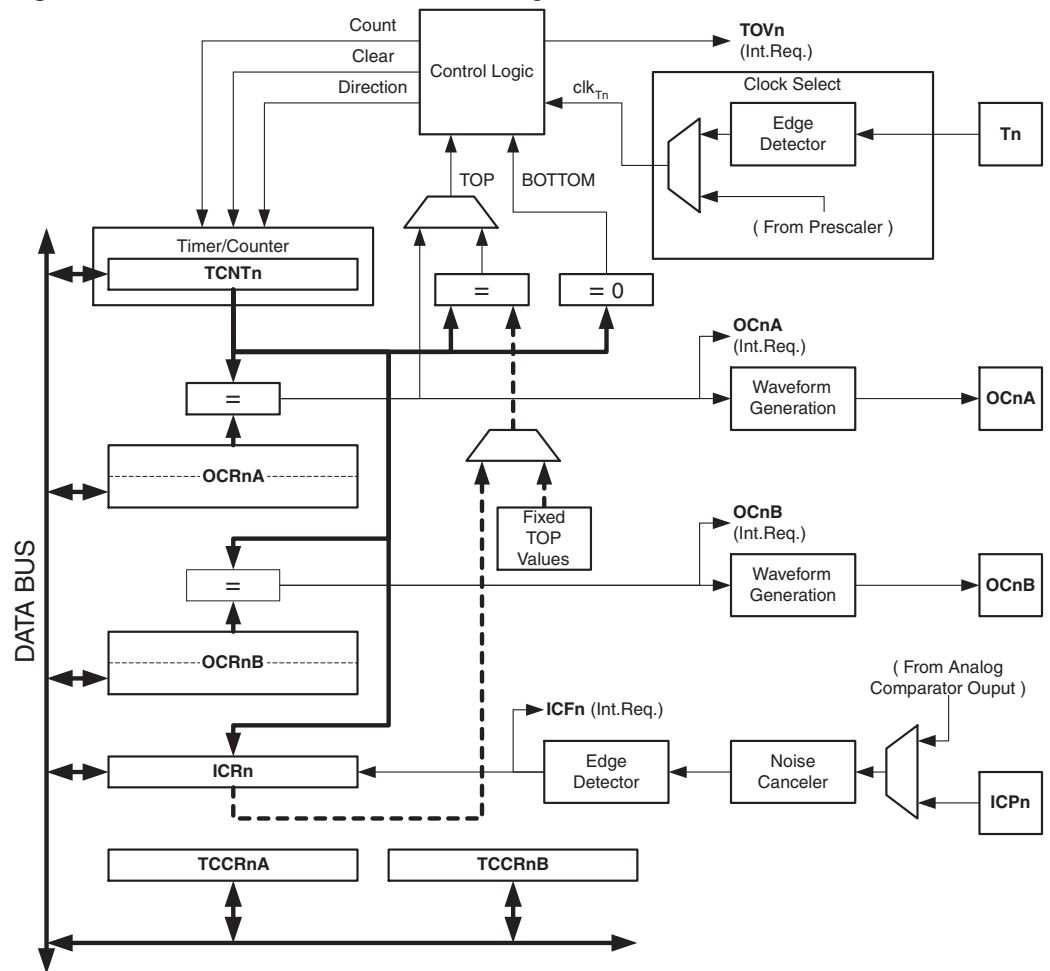 Count
Clear
Direction
Control Logic
TOVn
(Int.Req.)
clkTn
Clock Select
Edge
Detector
Tn
( From Prescaler )
TOP
BOTTOM
Timer/Counter
TCNTn
=
= 0
=
OCRnA
OCnA
(Int.Req.)
Waveform
Generation
OCnA
Fixed
TOP
Values
=
OCRnB
OCnB
(Int.Req.)
Waveform
Generation
OCnB
DATA BUS
( From Analog
Comparator Ouput )
ICFn (Int.Req.)
ICRn
Edge
Detector
Noise
Canceler
ICPn
TCCRnA
TCCRnB